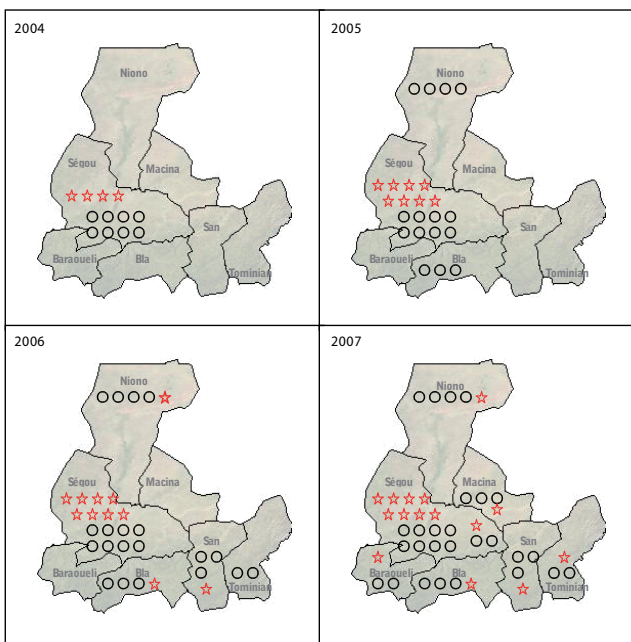 2004
Niono
Ségou
Macina
San
Baraoueli
Bla
Tominian
2005
Niono
Ségou
Macina
San
Baraoueli
Bla
Tominian
2006
Niono
Ségou
Macina
San
Baraoueli
Bla
Tominian
2007
Niono
Ségou
Macina
San
Baraqueli
Bla
Tominian